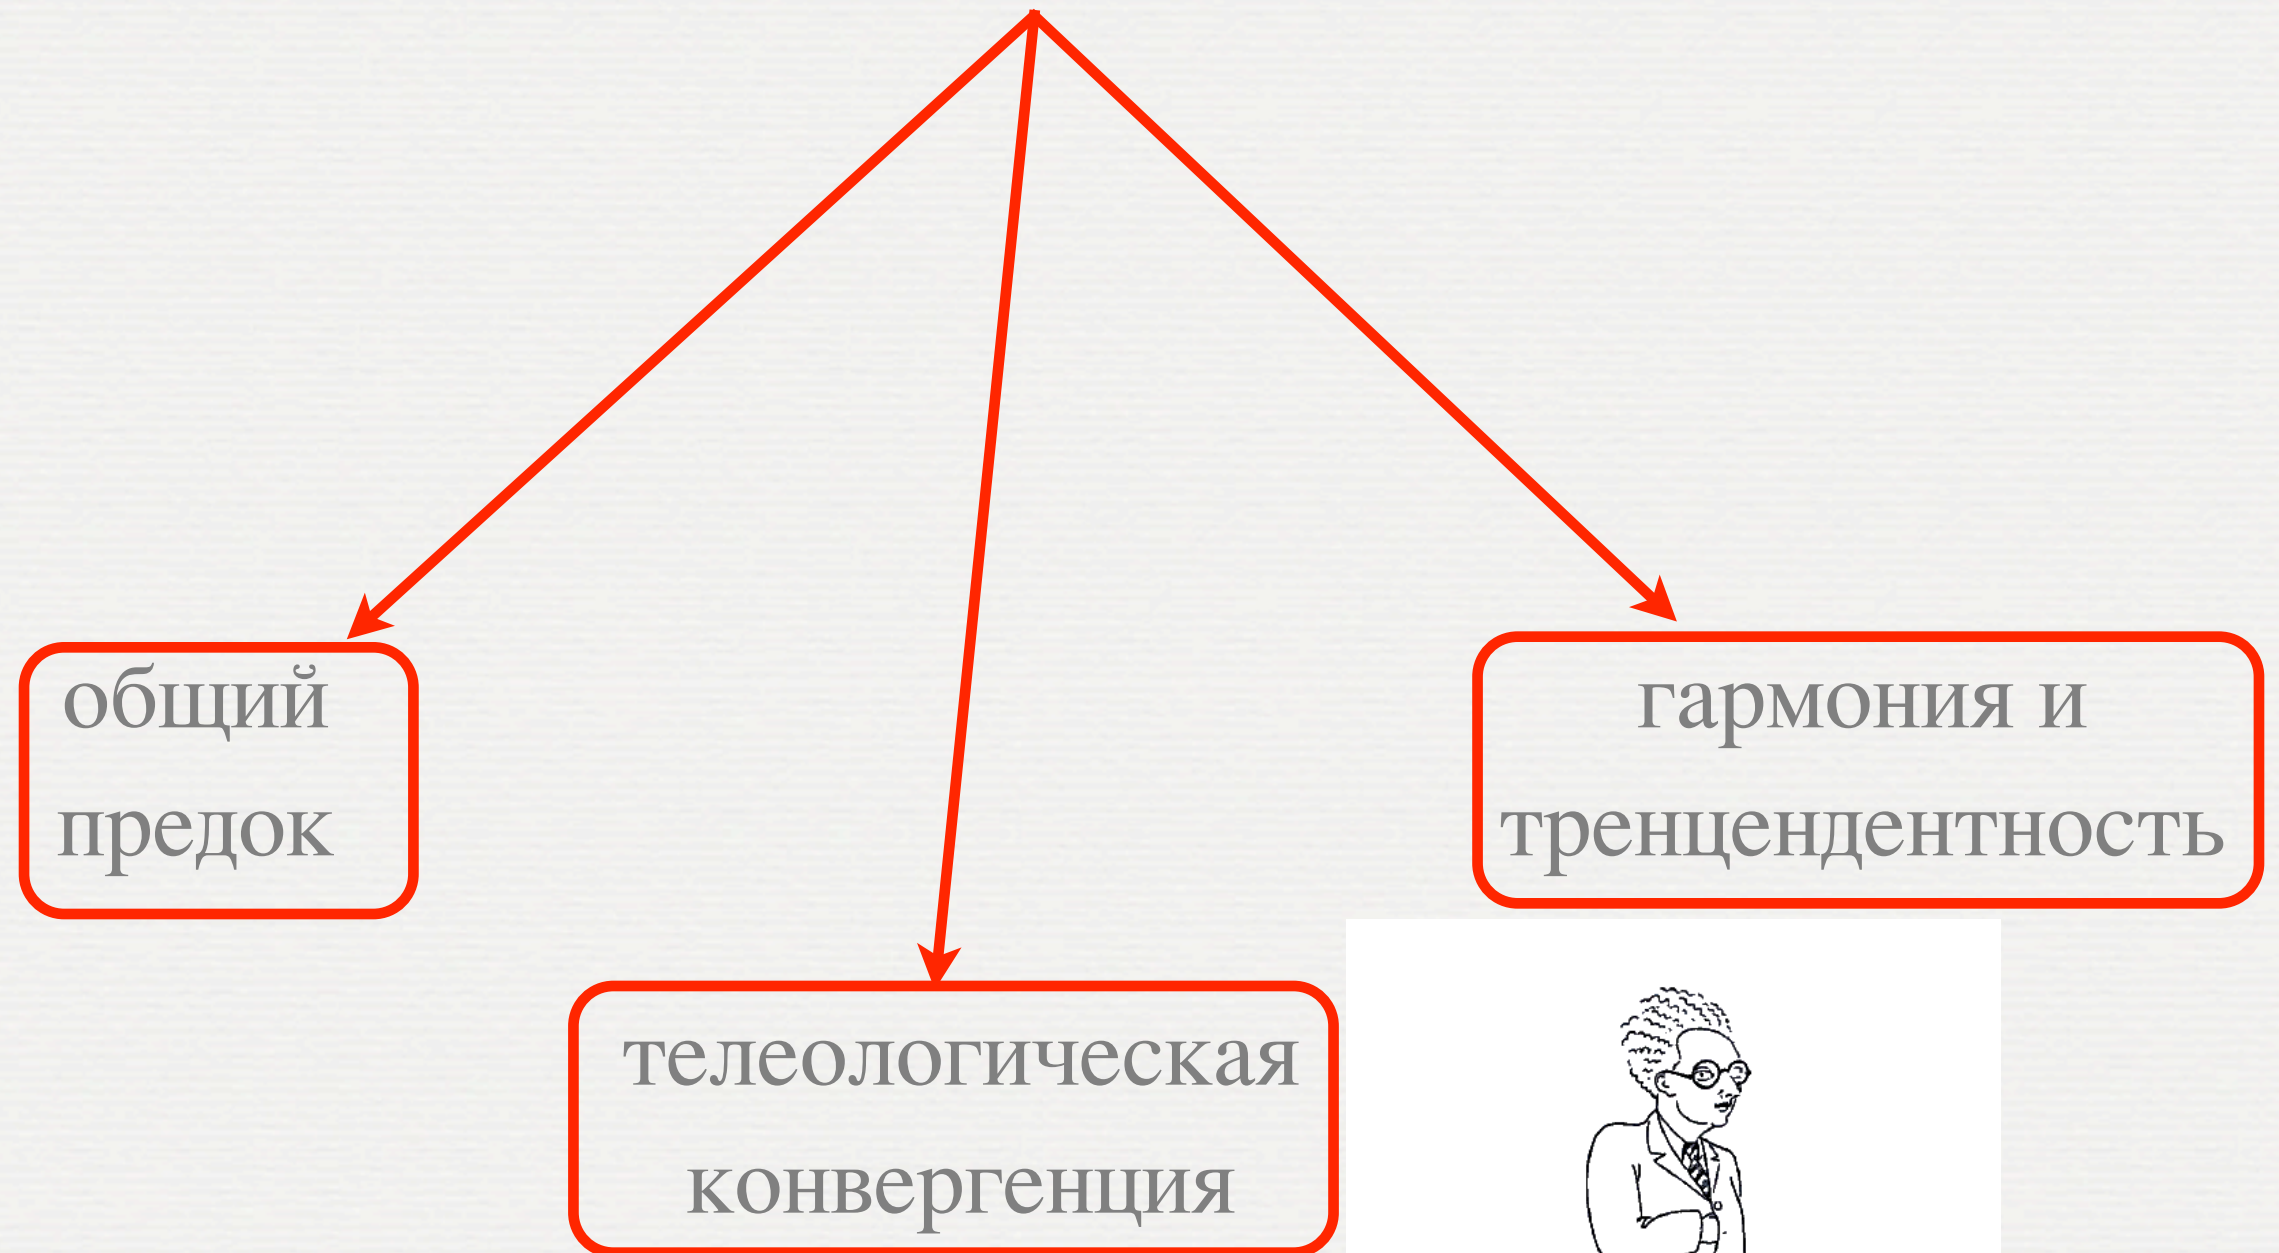 общий
предок
гармония и
тренцендентность
телеологическая
конвергенция